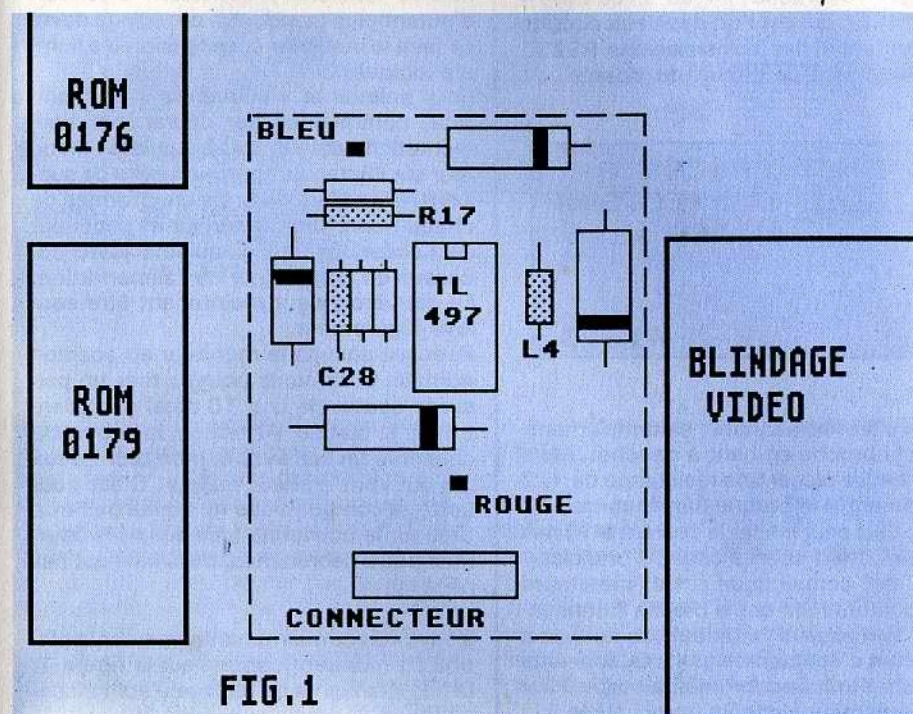 ROM
0176
BLEU
R17
TL
497
L4
C28
ROM
0179
BLINDAGE
VIDEO
ROUGE
CONNECTEUR
FIG.1